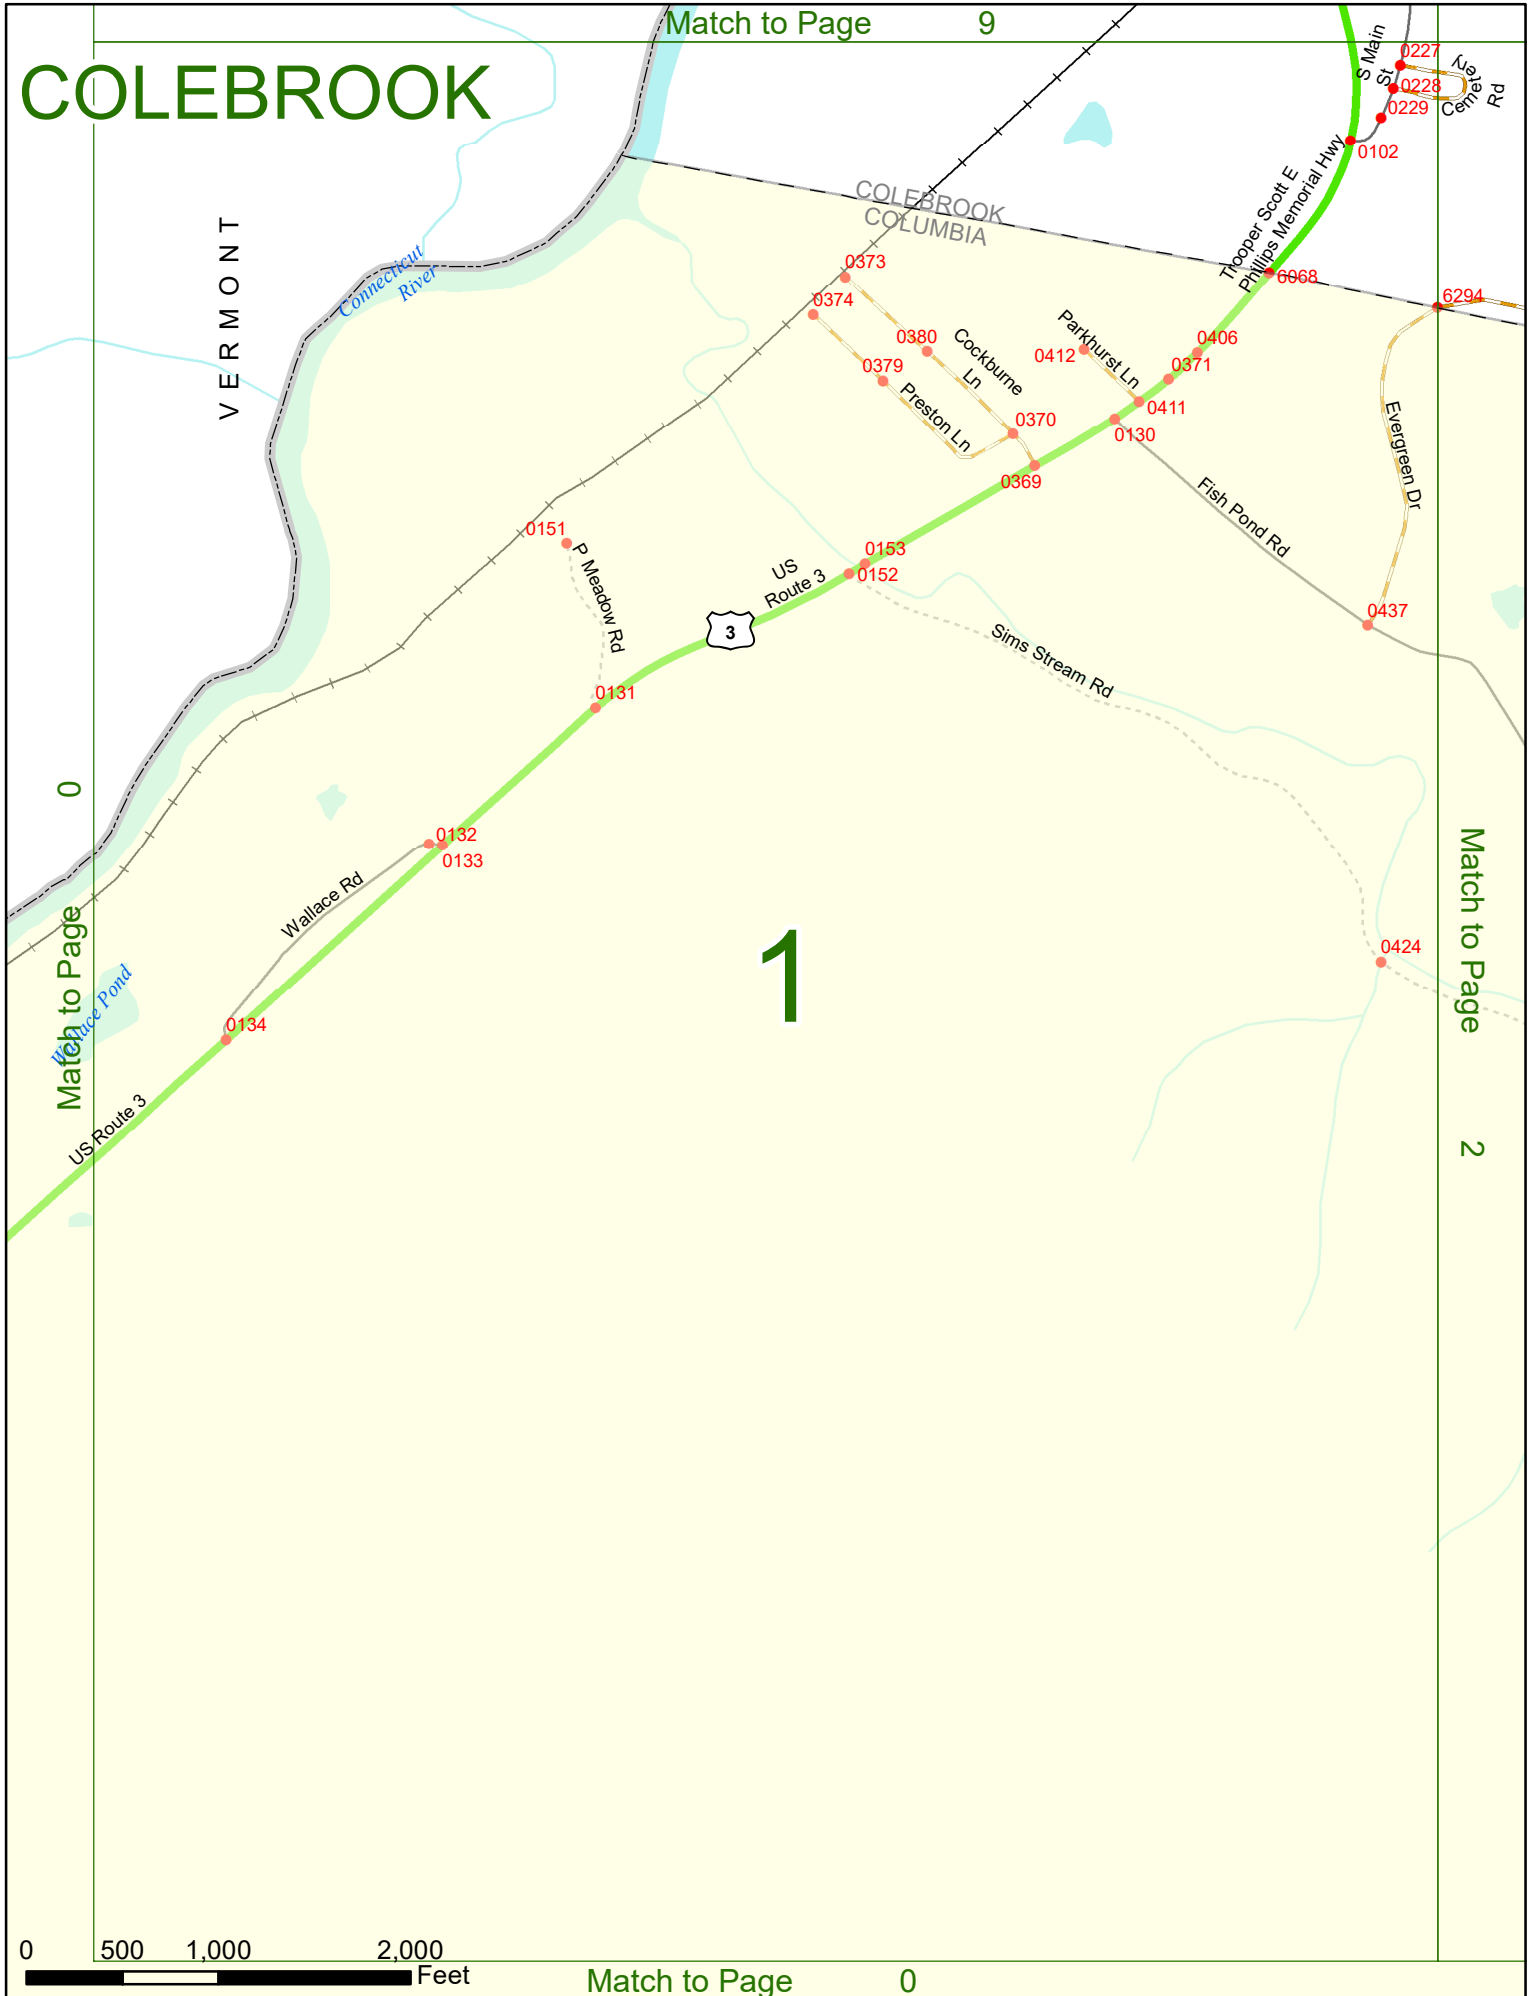 Match to Page 9
COLEBROOK
S Main
St
0227
0228
0229
Cemetery
Rd
0102
Trooper Scott E
Phillips Memorial Hwy
COLEBROOK
COLUMBIA
VERMONT
Connecticut
River
6068
6294
0373
0374
0380
0379
Cockburne
Ln
Preston Ln
Parkhurst Ln
0412
0406
0371
0411
0130
0370
0369
Evergreen Dr
Fish Pond Rd
0151
P Meadow Rd
0153
0152
US
Route 3
3
Sims Stream Rd
0437
0131
0132
0133
Wallace Rd
0134
0424
1
Match to Page 0
Wallace Pond
US Route 3
Match to Page 2
0 500 1,000 2,000
Feet
Match to Page 0